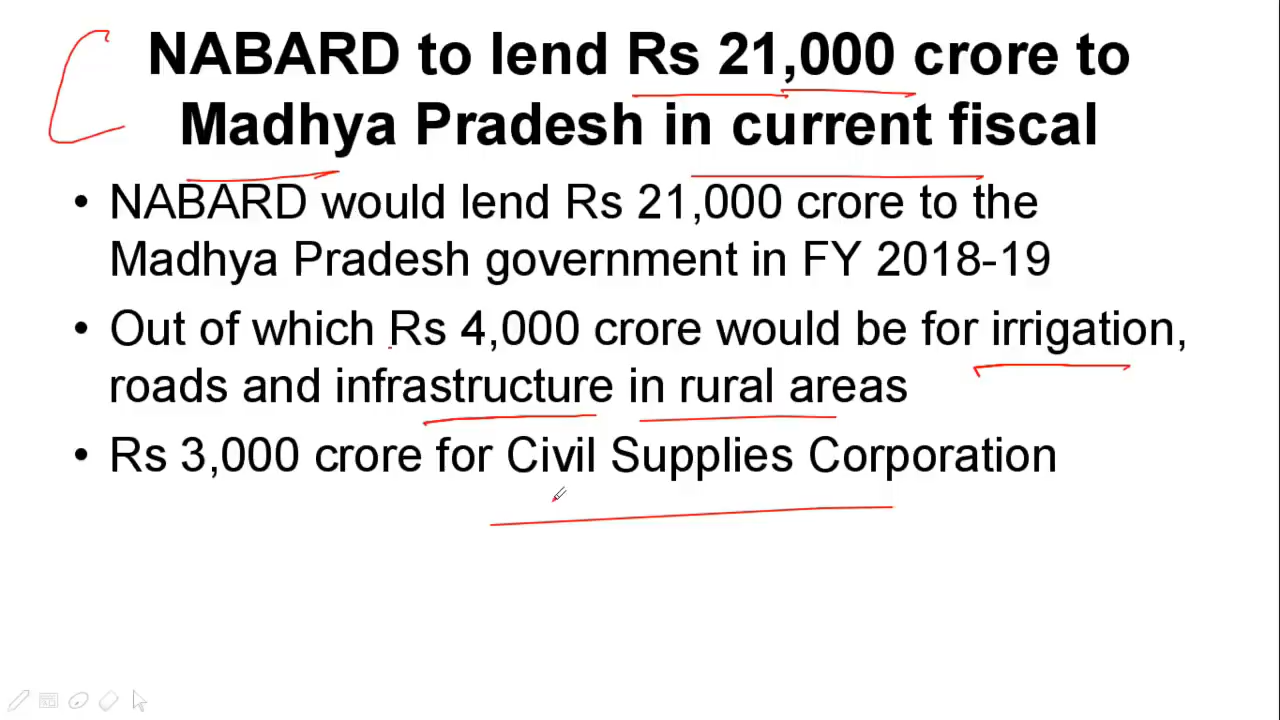 NABARD to lend Rs 21,000 crore to
Madhya Pradesh in current fiscal
• NABARD would lend Rs 21,000 crore to the
Madhya Pradesh government in FY 2018-19
• Out of which Rs 4,000 crore would be for irrigation,
roads and infrastructure in rural areas
• Rs 3,000 crore for Civil Supplies Corporation